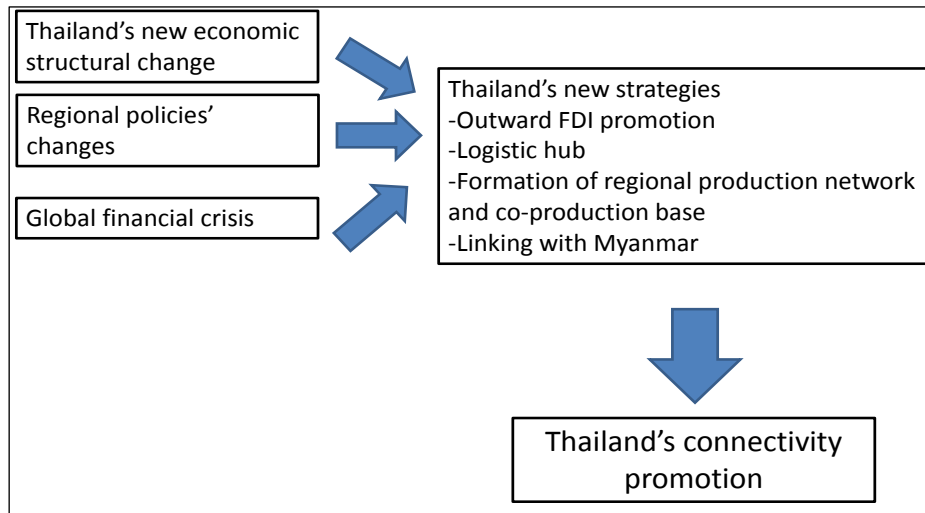 Thailand's new economic
structural change
Regional policies'
changes
Global financial crisis
Thailand's new strategies
-Outward FDI promotion
-Logistic hub
-Formation of regional production network
and co-production base
-Linking with Myanmar
Thailand's connectivity
promotion